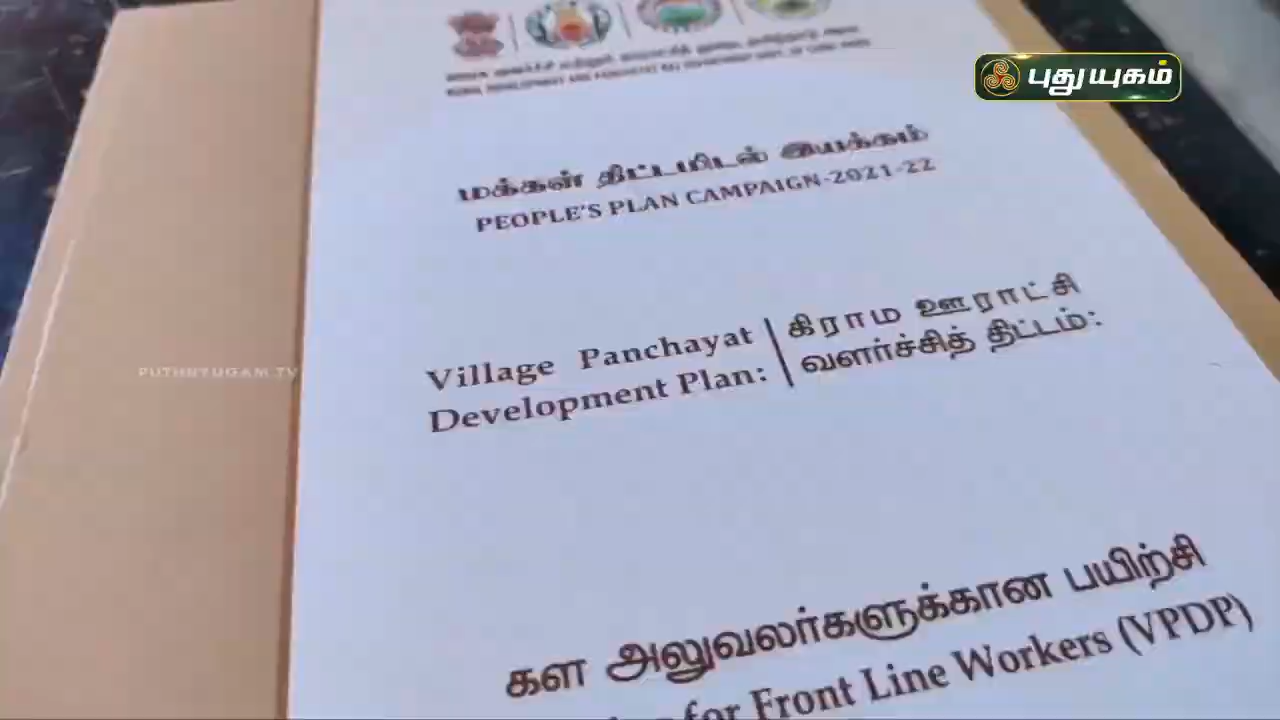 புதுயுகம்
மக்கள் திட்டமிடல் இயக்கம்
PEOPLE'S PLAN CAMPAIGN-2021-22
Village Panchayat
Development Plan:
கிராம ஊராட்சி
வளர்ச்சித் திட்டம்:
PUTHUYUGAM TV
கள அலுவலர்களுக்கான பயிற்சி
for Front Line Workers (VPDP)